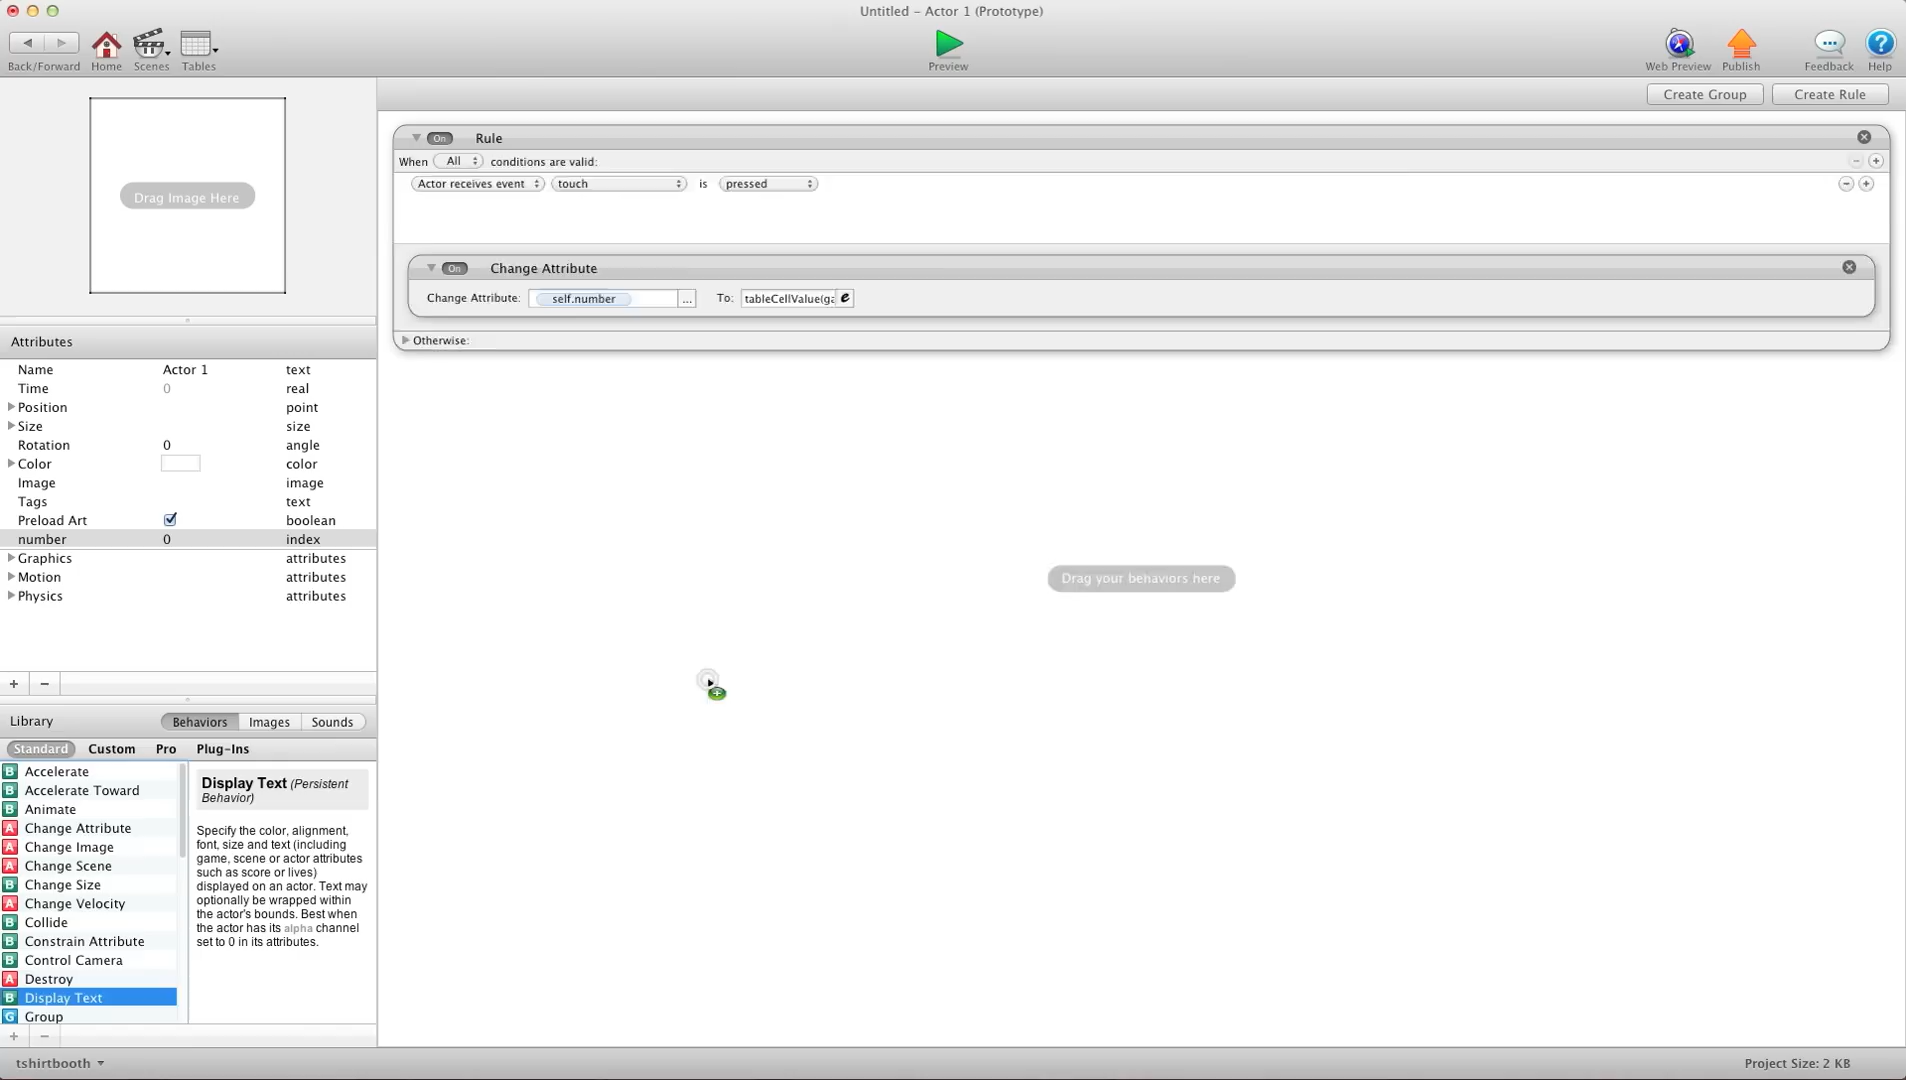 Untitled - Actor 1 (Prototype)
Back/Forward
Home
Scenes
Tables
Preview
Web Preview
Publish
Feedback
Help
Create Group
Create Rule
Drag Image Here
On Rule
When All conditions are valid:
Actor receives event touch is pressed
On Change Attribute
Change Attribute: self.number ... To: tableCellValue(ga
Otherwise:
Attributes
Name Actor 1 text
Time 0 real
Position point
Size size
Rotation 0 angle
Color color
Image image
Tags text
Preload Art boolean
number 0 index
Graphics attributes
Motion attributes
Physics attributes
Drag your behaviors here
Library Behaviors Images Sounds
Standard Custom Pro Plug-Ins
B Accelerate
B Accelerate Toward
B Animate
A Change Attribute
A Change Image
A Change Scene
B Change Size
A Change Velocity
B Collide
B Constrain Attribute
B Control Camera
A Destroy
B Display Text
G Group
Display Text (Persistent
Behavior)
Specify the color, alignment,
font, size and text (including
game, scene or actor attributes
such as score or lives)
displayed on an actor. Text may
optionally be wrapped within
the actor's bounds. Best when
the actor has its alpha channel
set to 0 in its attributes.
tshirtbooth
Project Size: 2 KB